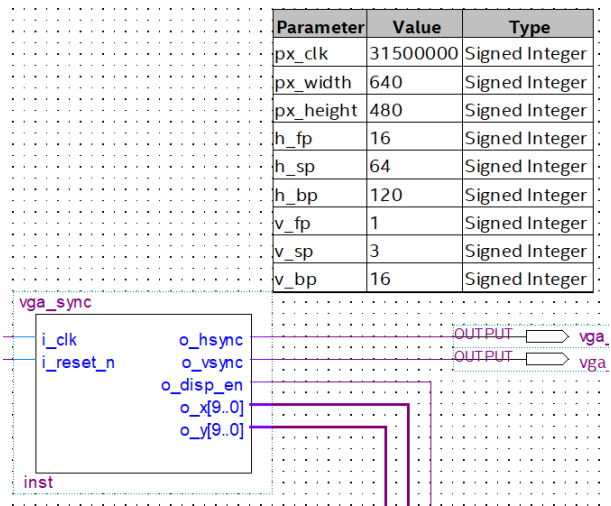 Parameter Value Type
px_clk 31500000 Signed Integer
px_width 640 Signed Integer
px_height 480 Signed Integer
h_fp 16 Signed Integer
h_sp 64 Signed Integer
h_bp 120 Signed Integer
v_fp 1 Signed Integer
v_sp 3 Signed Integer
v_bp 16 Signed Integer
vga_sync
i_clk o_hsync OUTPUT vga_
i_reset_n o_vsync OUTPUT vga_
o_disp_en
o_x[9..0]
o_y[9..0]
inst